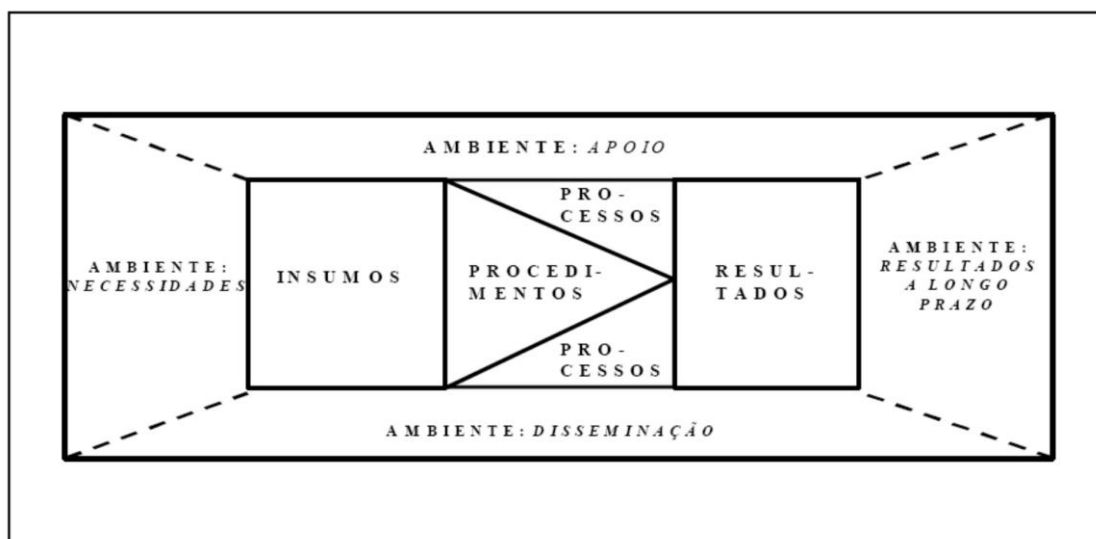 AMBIENTE: APOIO
PRO-
CESSOS
AMBIENTE:
NECESSIDADES
INSUMOS
PROCEDI-
MENTOS
RESUL-
TADOS
AMBIENTE:
RESULTADOS
A LONGO
PRAZO
PRO-
CESSOS
AMBIENTE: DISSEMINAÇÃO